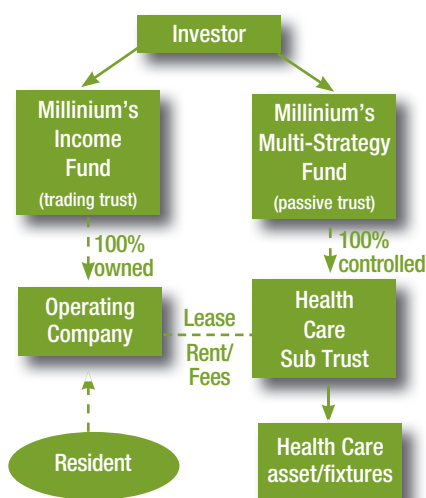 Investor
Millinium's
Income
Fund
(trading trust)
Millinium's
Multi-Strategy
Fund
(passive trust)
100%
owned
100%
controlled
Operating
Company
Lease
Rent/
Fees
Health
Care
Sub Trust
Resident
Health Care
asset/fixtures